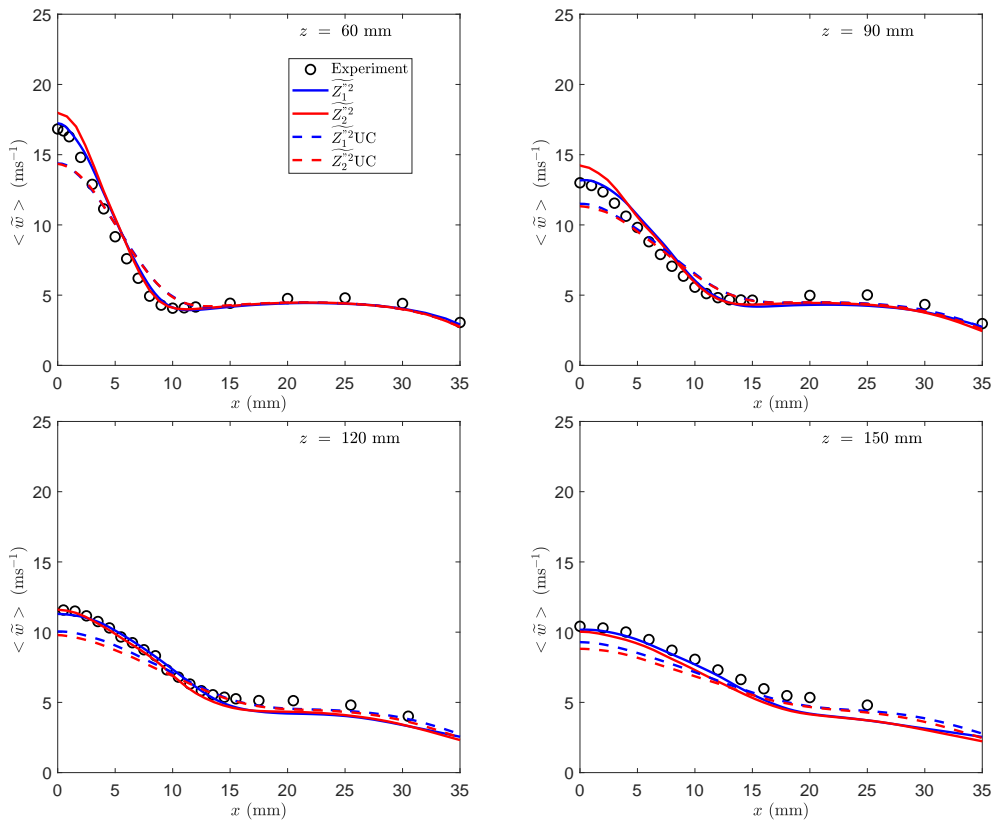 z = 60 mm
25
20
15
10
5
0
< w̃ > (ms⁻¹)
Experiment
Z̃₁"²
Z̃₂"²
Z̃₁"²UC
Z̃₂"²UC
0 5 10 15 20 25 30 35
x (mm)
z = 90 mm
25
20
15
10
5
0
< w̃ > (ms⁻¹)
0 5 10 15 20 25 30 35
x (mm)
z = 120 mm
25
20
15
10
5
0
< w̃ > (ms⁻¹)
0 5 10 15 20 25 30 35
x (mm)
z = 150 mm
25
20
15
10
5
0
< w̃ > (ms⁻¹)
0 5 10 15 20 25 30 35
x (mm)